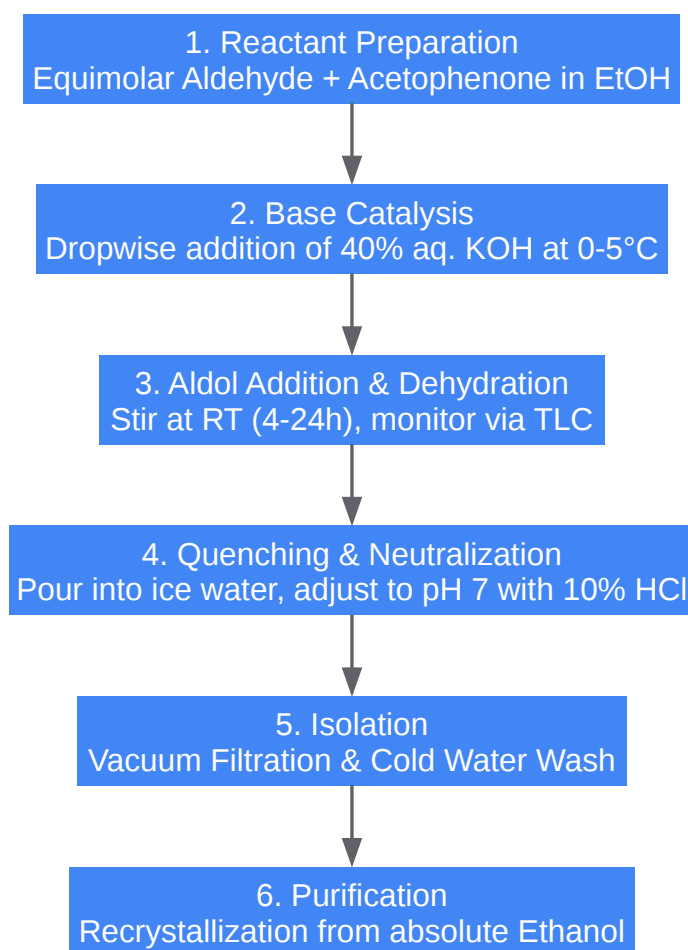 1. Reactant Preparation
Equimolar Aldehyde + Acetophenone in EtOH
2. Base Catalysis
Dropwise addition of 40% aq. KOH at 0-5°C
3. Aldol Addition & Dehydration
Stir at RT (4-24h), monitor via TLC
4. Quenching & Neutralization
Pour into ice water, adjust to pH 7 with 10% HCl
5. Isolation
Vacuum Filtration & Cold Water Wash
6. Purification
Recrystallization from absolute Ethanol